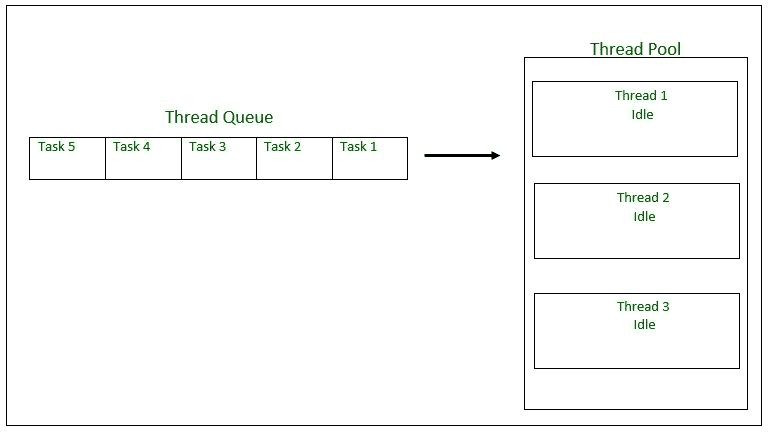 Thread Pool
Thread Queue
Task 5 Task 4 Task 3 Task 2 Task 1
Thread 1
Idle
Thread 2
Idle
Thread 3
Idle